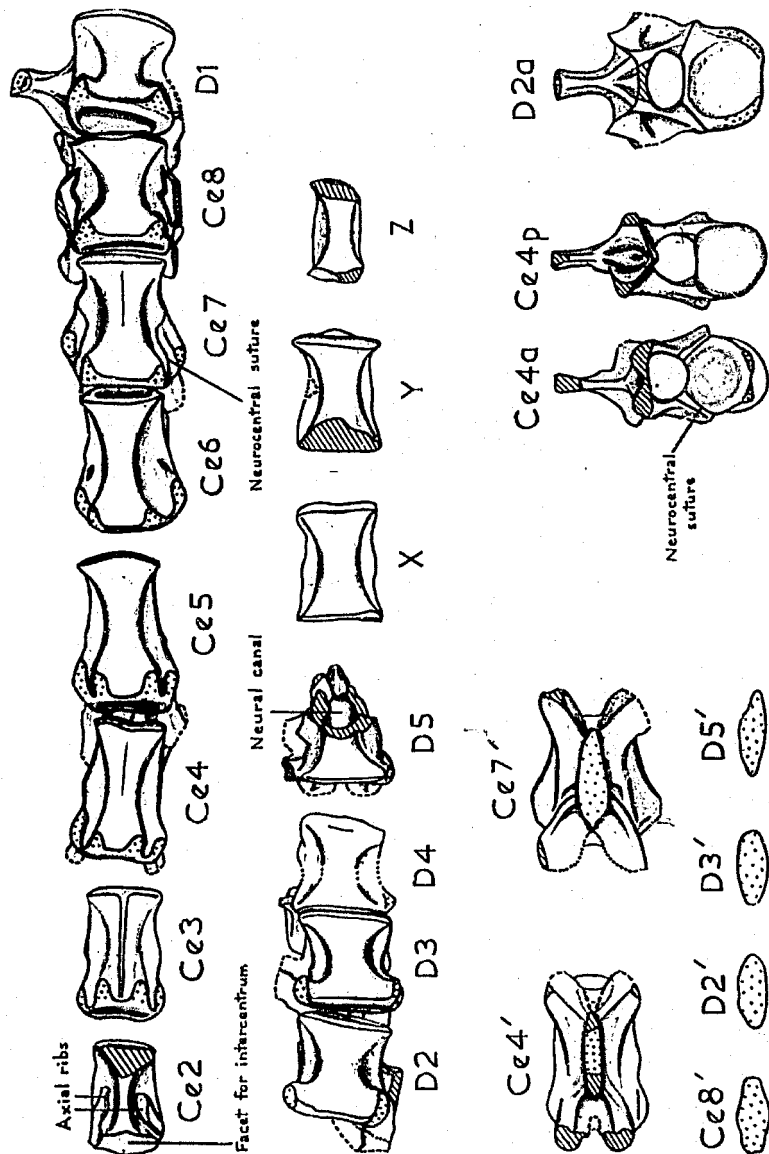 Axial ribs
Ce2
Facet for intercentrum
Ce3
Ce4
Ce5
Ce6
Ce7
Neurocentral suture
Ce8
D1
D2
D3
D4
D5
Neural canal
X
Y
Z
Ce4′
Ce7′
Ce4a
Neurocentral
suture
Ce4p
D2a
Ce8′
D2′
D3′
D5′